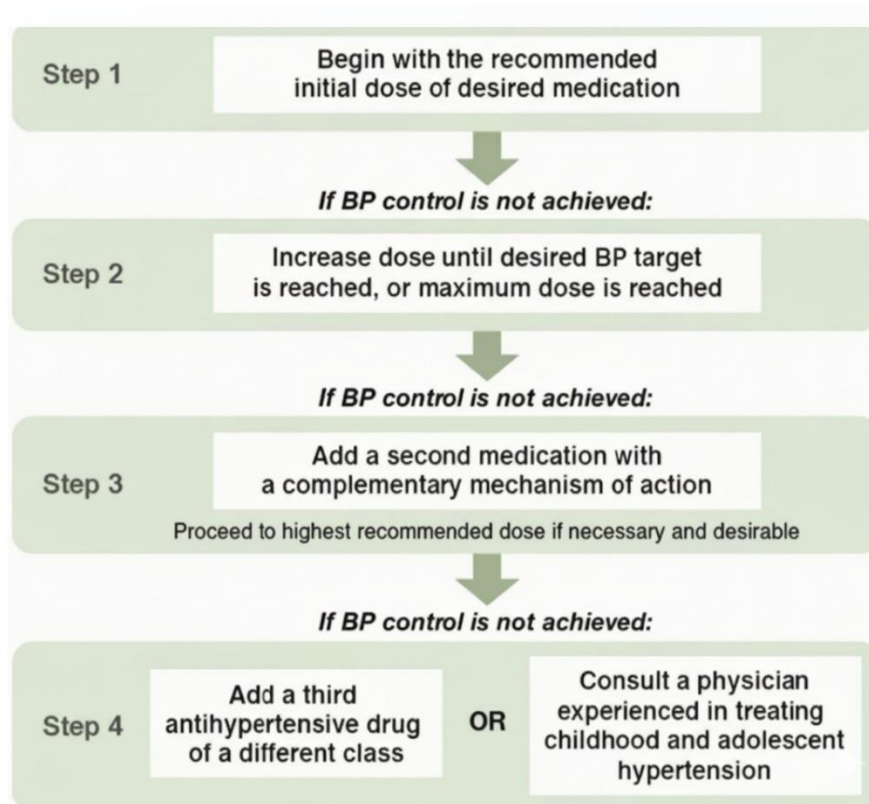 Step 1
Begin with the recommended
initial dose of desired medication
If BP control is not achieved:
Step 2
Increase dose until desired BP target
is reached, or maximum dose is reached
If BP control is not achieved:
Step 3
Add a second medication with
a complementary mechanism of action
Proceed to highest recommended dose if necessary and desirable
If BP control is not achieved:
Step 4
Add a third
antihypertensive drug
of a different class
OR
Consult a physician
experienced in treating
childhood and adolescent
hypertension